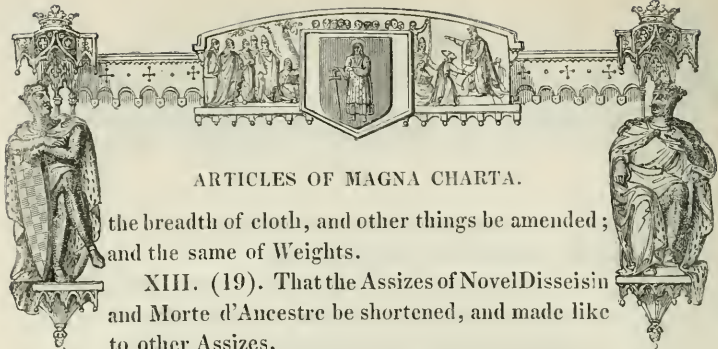 ARTICLES OF MAGNA CHARTA.
the breadth of cloth, and other things be amended;
and the same of Weights.
XIII. (19). That the Assizes of Novel Disseisin
and Morte d'Ancestre be shortened, and made like
to other Assizes.